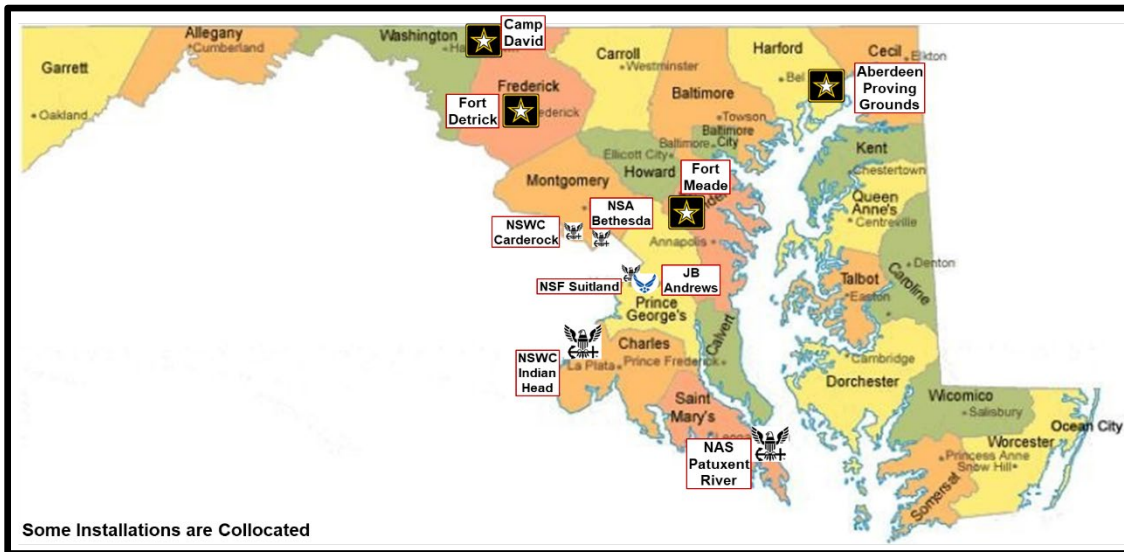 Allegany
Cumberland
Garrett
Oakland
Washington
Camp
David
Frederick
Fort
Detrick
Carroll
Westminster
Harford
Bel
Cecil
Elkton
Aberdeen
Proving
Grounds
Baltimore
Towson
Baltimore
City
Baltimore
Ellicott City
Howard
Montgomery
Fort
Meade
NSA
Bethesda
NSWC
Carderock
Annapolis
Kent
Chestertown
Queen
Anne's
Centreville
Denton
Caroline
Talbot
Easton
NSF Suitland
JB
Andrews
Prince
George's
NSWC
Indian
Head
Charles
La Plata
Prince Frederick
Calvert
Saint
Mary's
NAS
Patuxent
River
Cambridge
Dorchester
Wicomico
Salisbury
Ocean City
Worcester
Princess Anne
Snow Hill
Somerset
Some Installations are Collocated